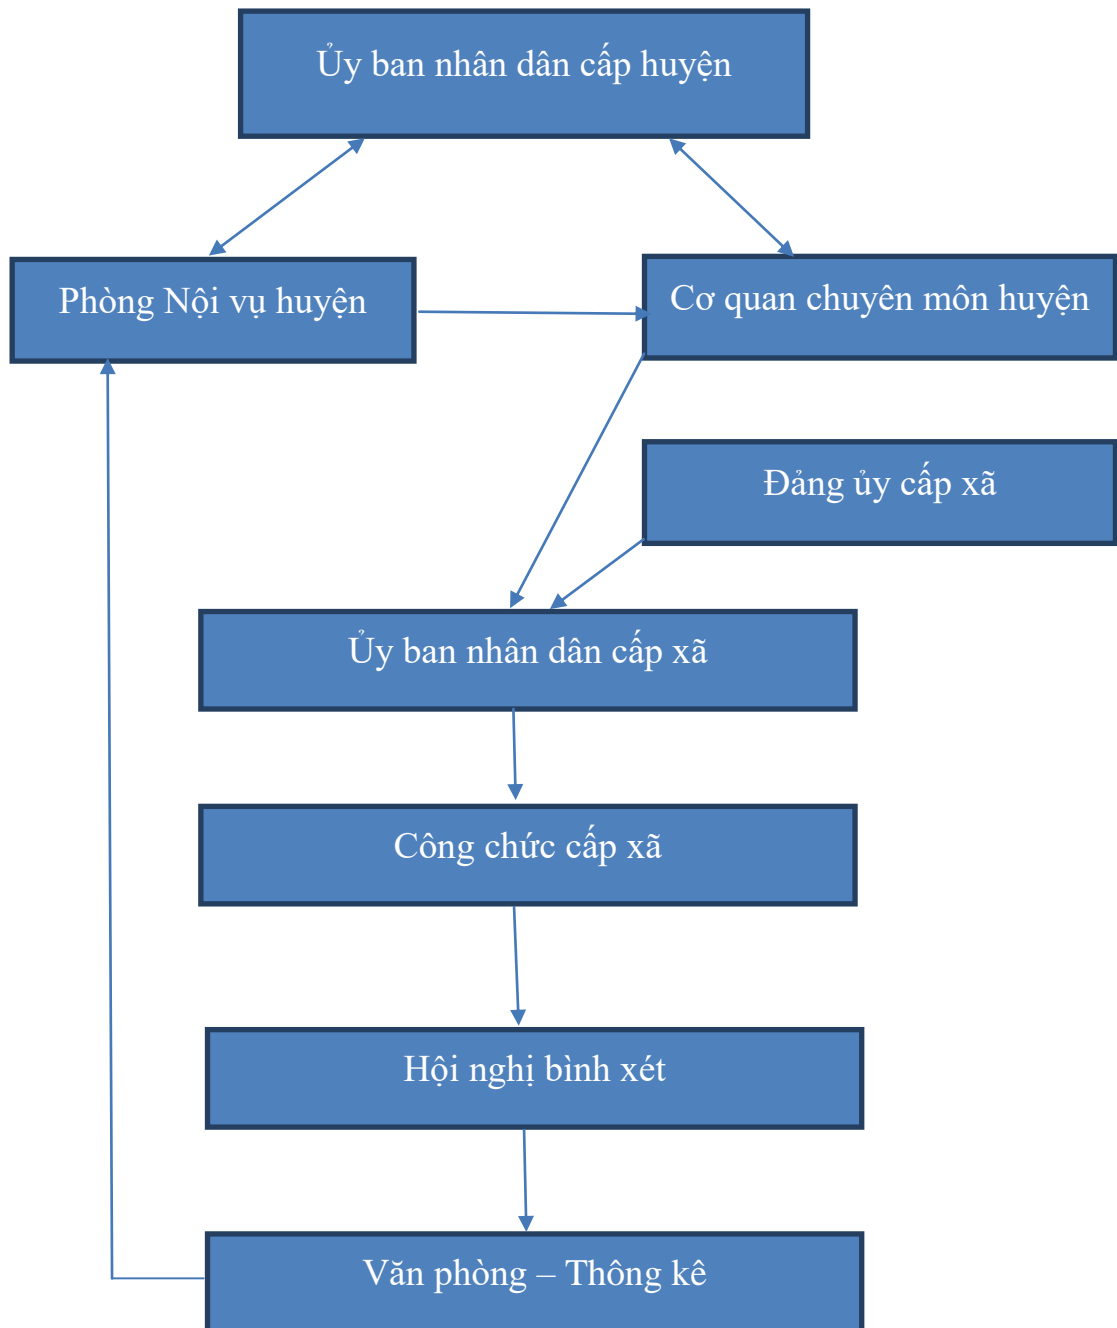 Ủy ban nhân dân cấp huyện
Phòng Nội vụ huyện
Cơ quan chuyên môn huyện
Đảng ủy cấp xã
Ủy ban nhân dân cấp xã
Công chức cấp xã
Hội nghị bình xét
Văn phòng – Thông kê